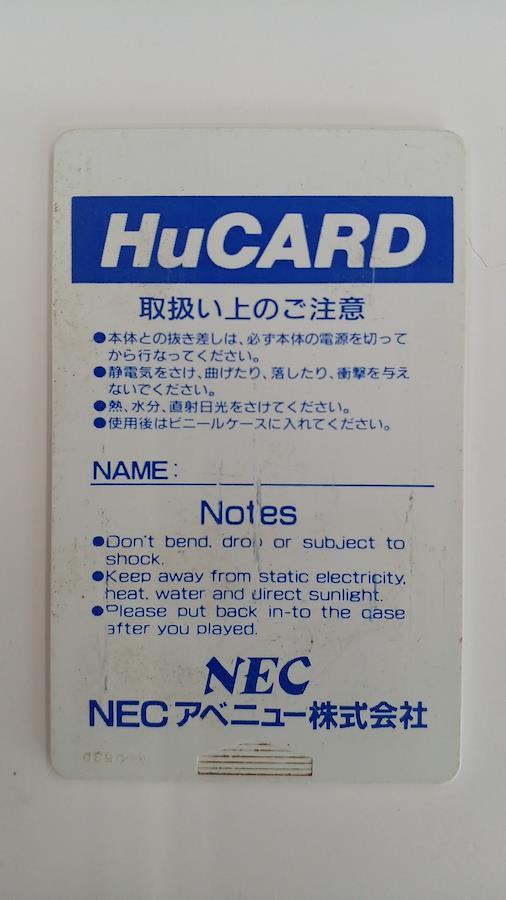 HuCARD
取扱い上のご注意
●本体との抜き差しは、必ず本体の電源を切って
から行なってください。
●静電気をさけ、曲げたり、落したり、衝撃を与え
ないでください。
●熱、水分、直射日光をさけてください。
●使用後はビニールケースに入れてください。
NAME:
Notes
●Don't bend, drop or subject to
shock.
●Keep away from static electricity,
heat, water and direct sunlight.
●Please put back in-to the case
after you played.
NEC
NECアベニュー株式会社